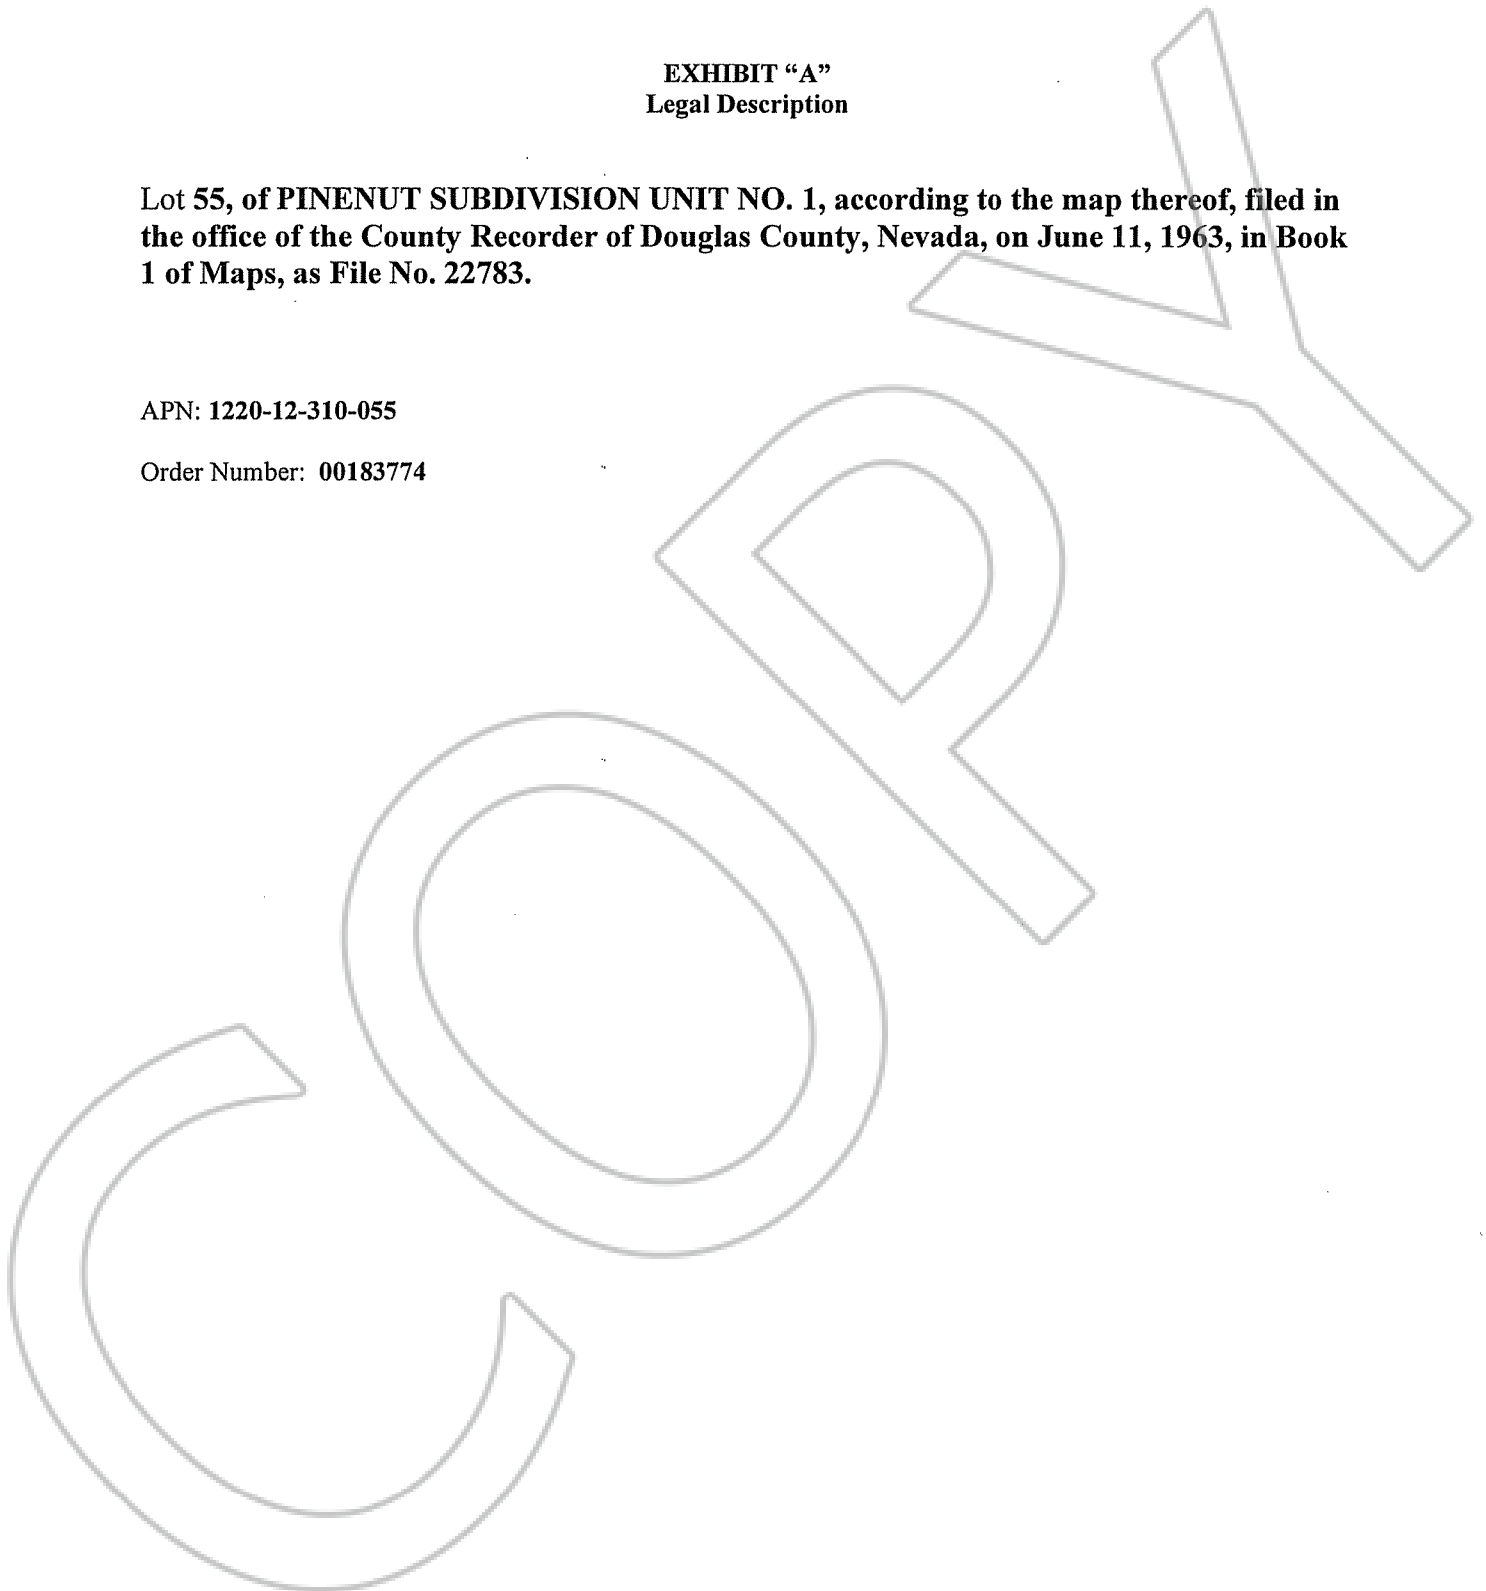 EXHIBIT “A”
Legal Description
Lot 55, of PINENUT SUBDIVISION UNIT NO. 1, according to the map thereof, filed in
the office of the County Recorder of Douglas County, Nevada, on June 11, 1963, in Book
1 of Maps, as File No. 22783.
APN: 1220-12-310-055
Order Number: 00183774
COPY